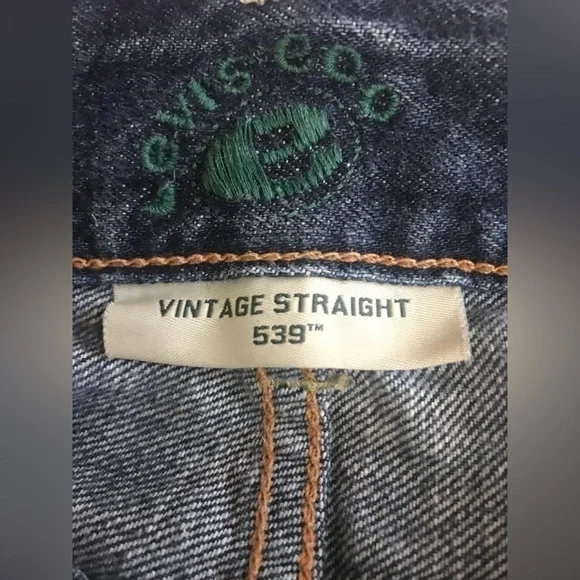 Levi's eco
e
VINTAGE STRAIGHT
539™